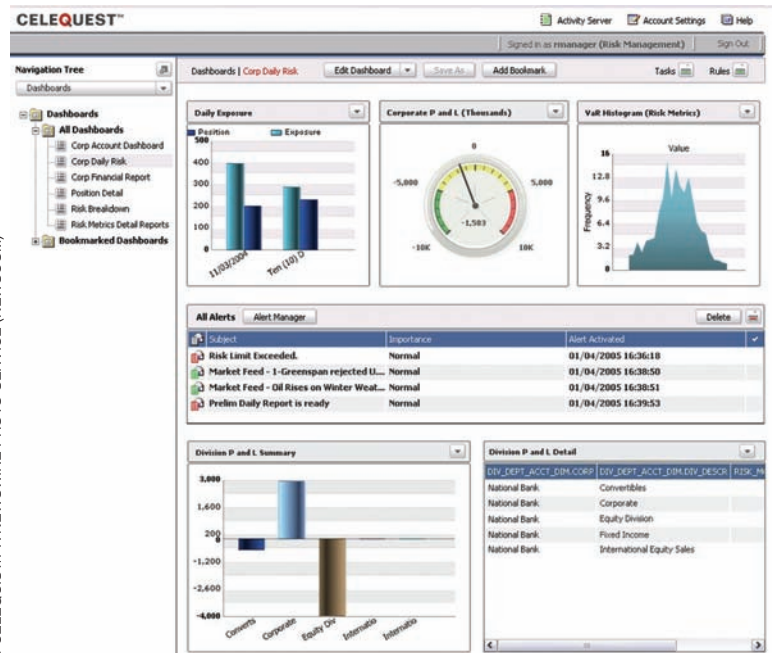 CELEQUEST™
Activity Server
Account Settings
Help
Signed in as rmanager (Risk Management)
Sign Out
Navigation Tree
Dashboards
Dashboards
All Dashboards
Corp Account Dashboard
Corp Daily Risk
Corp Financial Report
Position Detail
Risk Breakdown
Risk Metrics Detail Reports
Bookmarked Dashboards
Dashboards | Corp Daily Risk
Edit Dashboard
Save As
Add Bookmark
Tasks
Rules
Daily Exposure
Position
Exposure
500
400
300
200
100
0
11/03/2004
Ten (10) D
Corporate P and L (Thousands)
0
-5,000
5,000
-1,503
-10K
10K
VaR Histogram (Risk Metrics)
Value
16
12.8
9.6
6.4
3.2
0
Frequency
All Alerts
Alert Manager
Delete
Subject
Importance
Alert Activated
Risk Limit Exceeded.
Normal
01/04/2005 16:36:18
Market Feed - 1-Greenspan rejected U...
Normal
01/04/2005 16:38:50
Market Feed - Oil Rises on Winter Weat...
Normal
01/04/2005 16:38:51
Prelim Daily Report is ready
Normal
01/04/2005 16:39:53
Division P and L Summary
3,000
1,600
200
0
-1,200
-2,600
-4,000
Converts
Corporate
Equity Div
Internatio
Internatio
Division P and L Detail
DIV_DEPT_ACCT_DIM.CORP
DIV_DEPT_ACCT_DIM.DIV_DESCR
National Bank
Convertibles
National Bank
Corporate
National Bank
Equity Division
National Bank
Fixed Income
National Bank
International Equity Sales